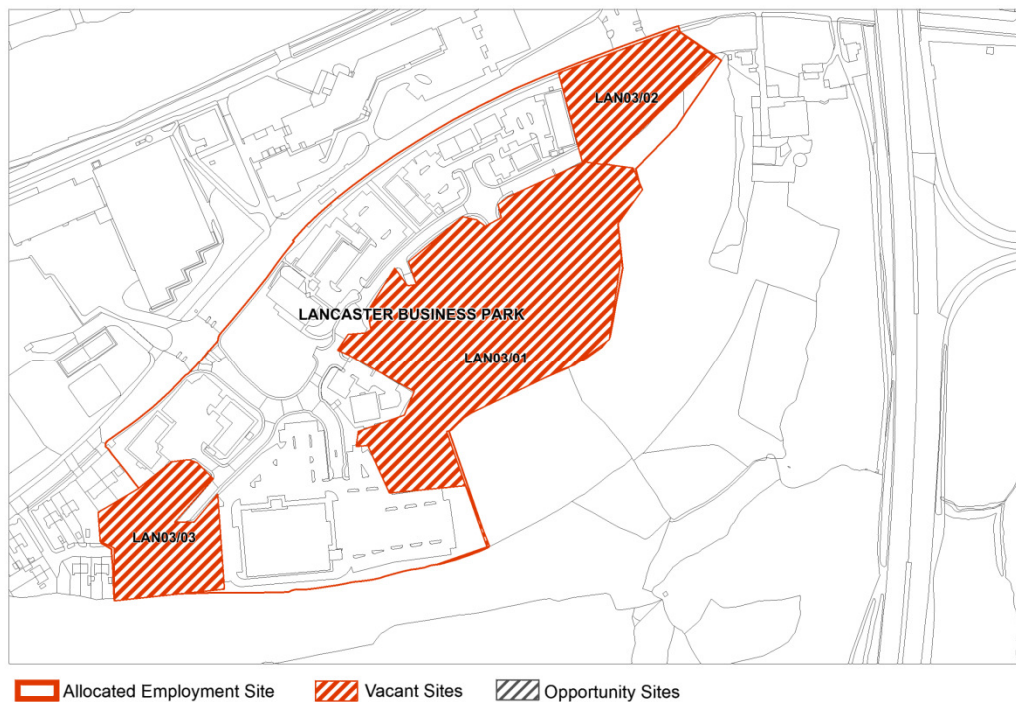 LAN03/02
LANCASTER BUSINESS PARK
LAN03/01
LAN03/03
Allocated Employment Site
Vacant Sites
Opportunity Sites